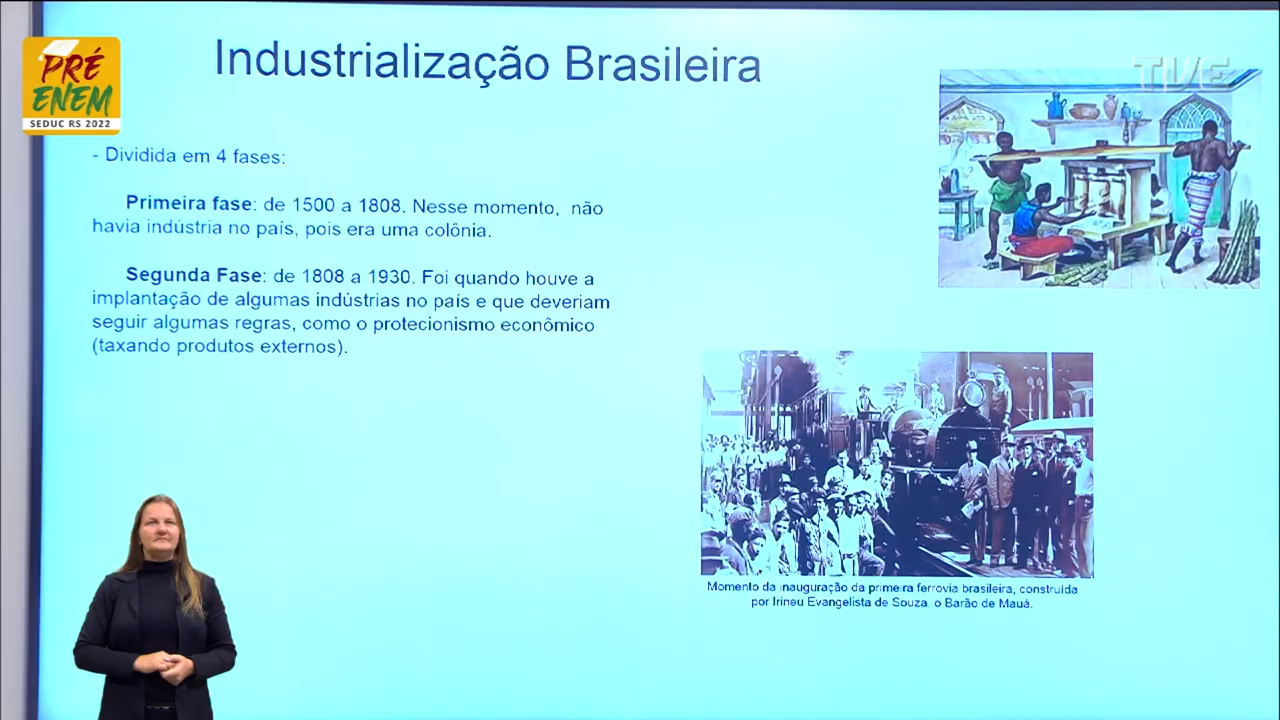 PRÉ
ENEM
SEDUC RS 2022
Industrialização Brasileira
TVE
- Dividida em 4 fases:
Primeira fase: de 1500 a 1808. Nesse momento, não
havia indústria no país, pois era uma colônia.
Segunda Fase: de 1808 a 1930. Foi quando houve a
implantação de algumas indústrias no país e que deveriam
seguir algumas regras, como o protecionismo econômico
(taxando produtos externos).
Momento da inauguração da primeira ferrovia brasileira, construída
por Irineu Evangelista de Souza, o Barão de Mauá.